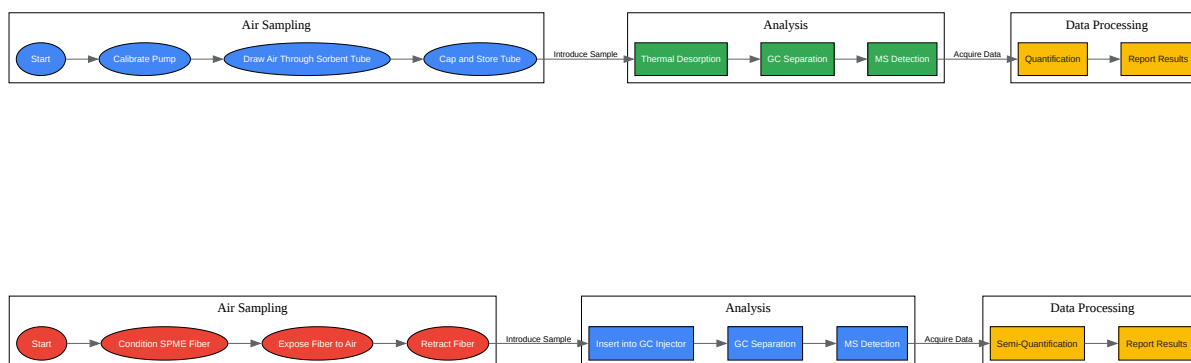 Air Sampling
Start
Calibrate Pump
Draw Air Through Sorbent Tube
Cap and Store Tube
Introduce Sample
Analysis
Thermal Desorption
GC Separation
MS Detection
Acquire Data
Data Processing
Quantification
Report Results
Air Sampling
Start
Condition SPME Fiber
Expose Fiber to Air
Retract Fiber
Introduce Sample
Analysis
Insert into GC Injector
GC Separation
MS Detection
Acquire Data
Data Processing
Semi-Quantification
Report Results